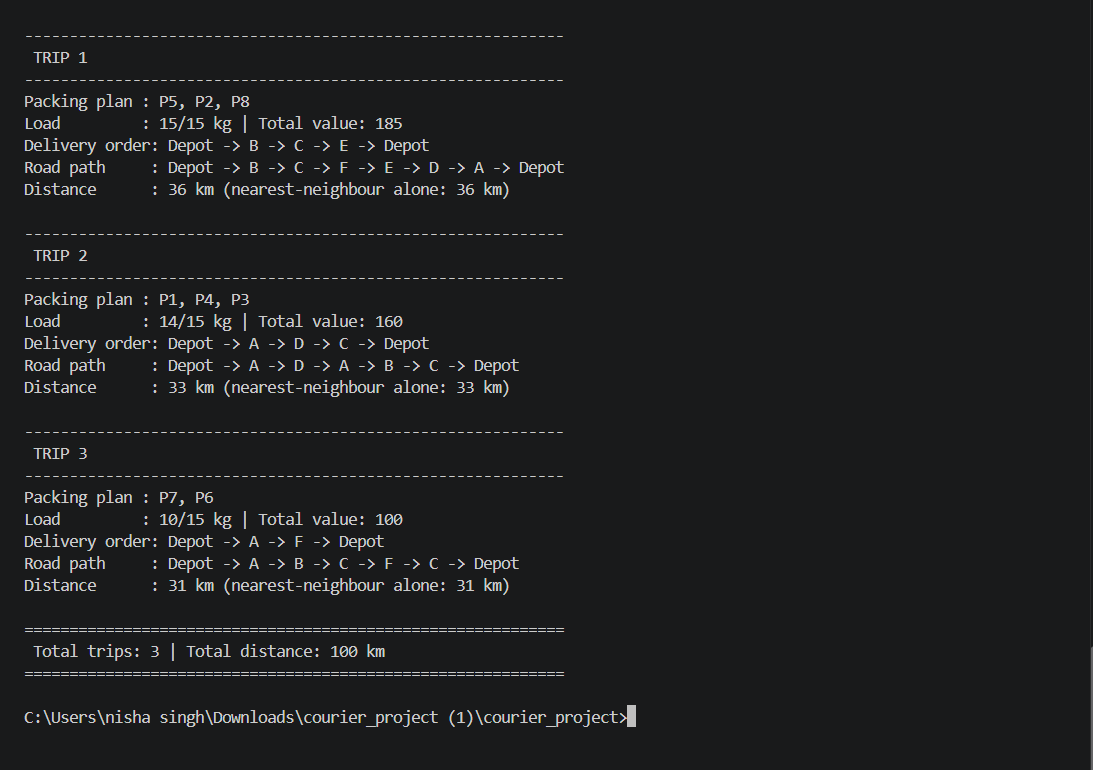 ------------------------------------------------------------
 TRIP 1
------------------------------------------------------------
Packing plan : P5, P2, P8
Load         : 15/15 kg | Total value: 185
Delivery order: Depot -> B -> C -> E -> Depot
Road path     : Depot -> B -> C -> F -> E -> D -> A -> Depot
Distance      : 36 km (nearest-neighbour alone: 36 km)

------------------------------------------------------------
 TRIP 2
------------------------------------------------------------
Packing plan : P1, P4, P3
Load         : 14/15 kg | Total value: 160
Delivery order: Depot -> A -> D -> C -> Depot
Road path     : Depot -> A -> D -> A -> B -> C -> Depot
Distance      : 33 km (nearest-neighbour alone: 33 km)

------------------------------------------------------------
 TRIP 3
------------------------------------------------------------
Packing plan : P7, P6
Load         : 10/15 kg | Total value: 100
Delivery order: Depot -> A -> F -> Depot
Road path     : Depot -> A -> B -> C -> F -> C -> Depot
Distance      : 31 km (nearest-neighbour alone: 31 km)

============================================================
 Total trips: 3 | Total distance: 100 km
============================================================

C:\Users\nisha singh\Downloads\courier_project (1)\courier_project>